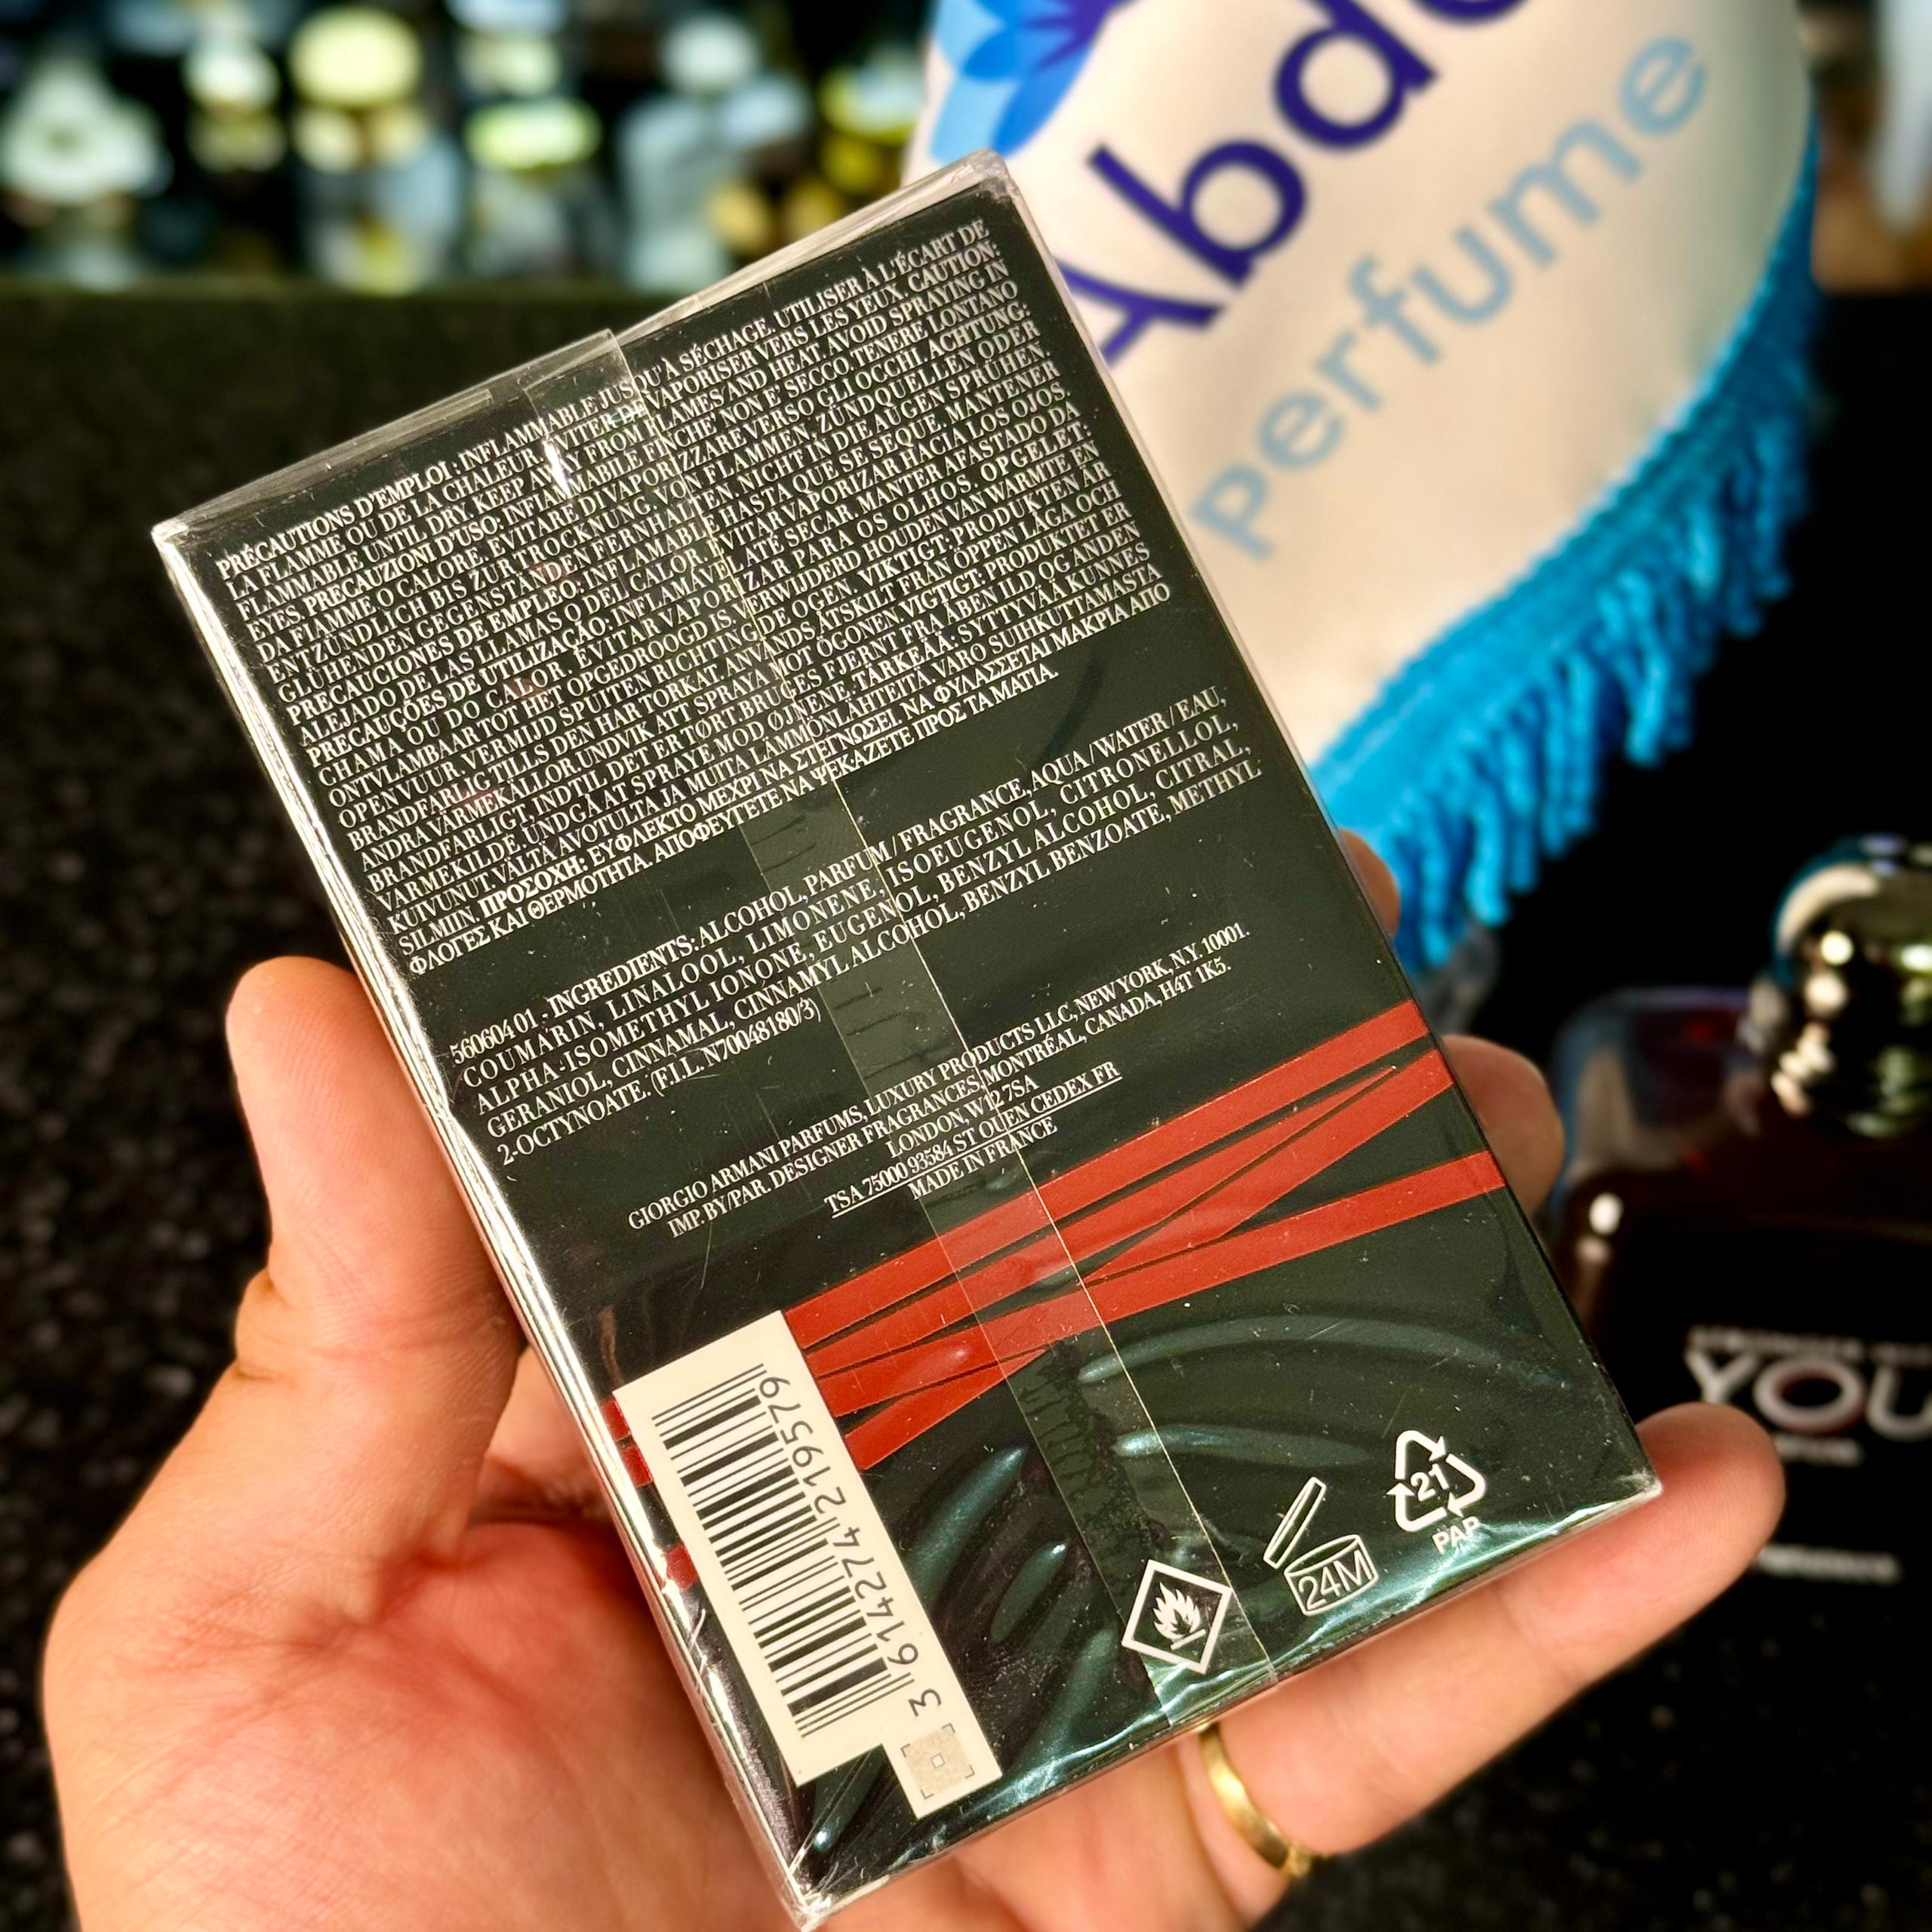 Abd
perfume
PRÉCAUTIONS D'EMPLOI: INFLAMMABLE JUSQU'À SÉCHAGE. UTILISER À L'ÉCART DE
LA FLAMME OU DE LA CHALEUR. ÉVITER DE VAPORISER VERS LES YEUX. CAUTION:
FLAMMABLE UNTIL DRY. KEEP AWAY FROM FLAMES AND HEAT. AVOID SPRAYING IN
EYES. PRECAUZIONI D'USO: INFIAMMABILE FINCHE' NON E' SECCO. TENERE LONTANO
DA FIAMME O CALORE. EVITARE DI VAPORIZZARE VERSO GLI OCCHI. ACHTUNG:
ENTZÜNDLICH BIS ZUR TROCKNUNG. VON FLAMMEN, ZÜNDQUELLEN ODER
GLÜHENDEN GEGENSTÄNDEN FERNHALTEN. NICHT IN DIE AUGEN SPRÜHEN.
PRECAUCIONES DE EMPLEO: INFLAMABLE HASTA QUE SE SEQUE. MANTENER
ALEJADO DE LAS LLAMAS O DEL CALOR. EVITAR VAPORIZAR HACIA LOS OJOS.
PRECAUÇÕES DE UTILIZAÇÃO: INFLAMÁVEL ATÉ SECAR. MANTER AFASTADO DA
CHAMA OU DO CALOR. EVITAR VAPORIZAR PARA OS OLHOS. OPGELET:
ONTVLAMBAAR TOT HET OPGEDROOGD IS. VERWIJDERD HOUDEN VAN WARMTE EN
OPEN VUUR. VERMIJD SPUTEN RICHTING DE OGEN. VIKTIGT: PRODUKTEN ÄR
BRANDFARLIG TILLS DEN HAR TORKAT. ANVÄNDS ÅTSKILT FRÅN ÖPPEN LÅGA OCH
ANDRA VÄRMEKÄLLOR. UNDVIK ATT SPRAYA MOT ÖGONEN. VIGTIGT: PRODUKTET ER
BRANDFARLIGT, INDTIL DET ER TØRT. BRUGES FJERNT FRA ÅBEN ILD OG ANDEN
VARMEKILDE. UNDGÅ AT SPRAYE MOD ØJNENE. TÄRKEÄÄ: SYTTYVÄÄ KUNNES
KUIVUNUT. VÄLTÄ AVOTULTA JA MUITA LÄMMÖNLÄHTEITÄ. VARO SUIHKUTTAMASTA
SILMIIN. ΠΡΟΣΟΧΗ: ΕΥΦΛΕΚΤΟ ΜΕΧΡΙ ΝΑ ΣΤΕΓΝΩΣΕΙ. ΝΑ ΦΥΛΑΣΣΕΤΑΙ ΜΑΚΡΙΑ ΑΠΟ
ΦΛΟΓΕΣ ΚΑΙ ΘΕΡΜΟΤΗΤΑ. ΑΠΟΦΕΥΓΕΤΕ ΝΑ ΨΕΚΑΖΕΤΕ ΠΡΟΣ ΤΑ ΜΑΤΙΑ.
560604 01 - INGREDIENTS: ALCOHOL, PARFUM / FRAGRANCE, AQUA / WATER / EAU,
COUMARIN, LINALOOL, LIMONENE, ISOEUGENOL, CITRONELLOL,
ALPHA-ISOMETHYL IONONE, EUGENOL, BENZYL ALCOHOL, CITRAL,
GERANIOL, CINNAMAL, CINNAMYL ALCOHOL, BENZYL BENZOATE, METHYL
2-OCTYNOATE. (F.I.L. N70048180/3)
GIORGIO ARMANI PARFUMS, LUXURY PRODUCTS LLC, NEW YORK, N.Y. 10001.
IMP. BY/PAR. DESIGNER FRAGRANCES, MONTRÉAL, CANADA, H4T 1K5.
LONDON, W12 7SA
TSA 75000 93584 ST OUEN CEDEX FR
MADE IN FRANCE
3 614274 219579
24M
21
PAP
YOU